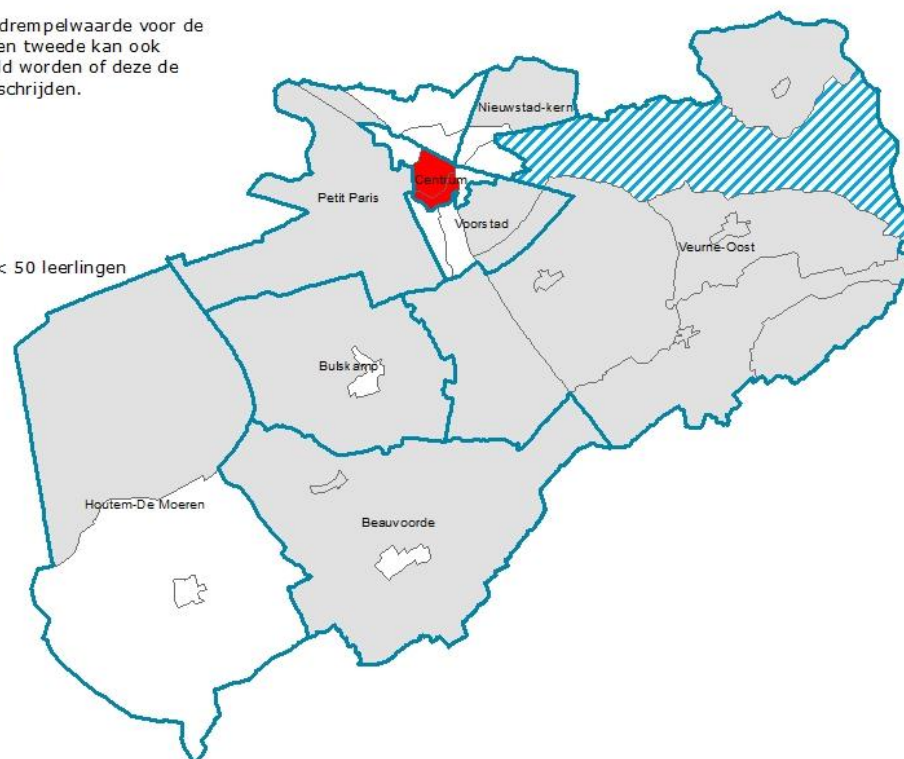 drempelwaarde voor de
en tweede kan ook
ld worden of deze de
schrijden.
< 50 leerlingen
Nieuwstad-kern
Centrum
Petit Paris
Voorstad
Veurne-Oost
Bulskamp
Houtem-De Moeren
Beauvoorde